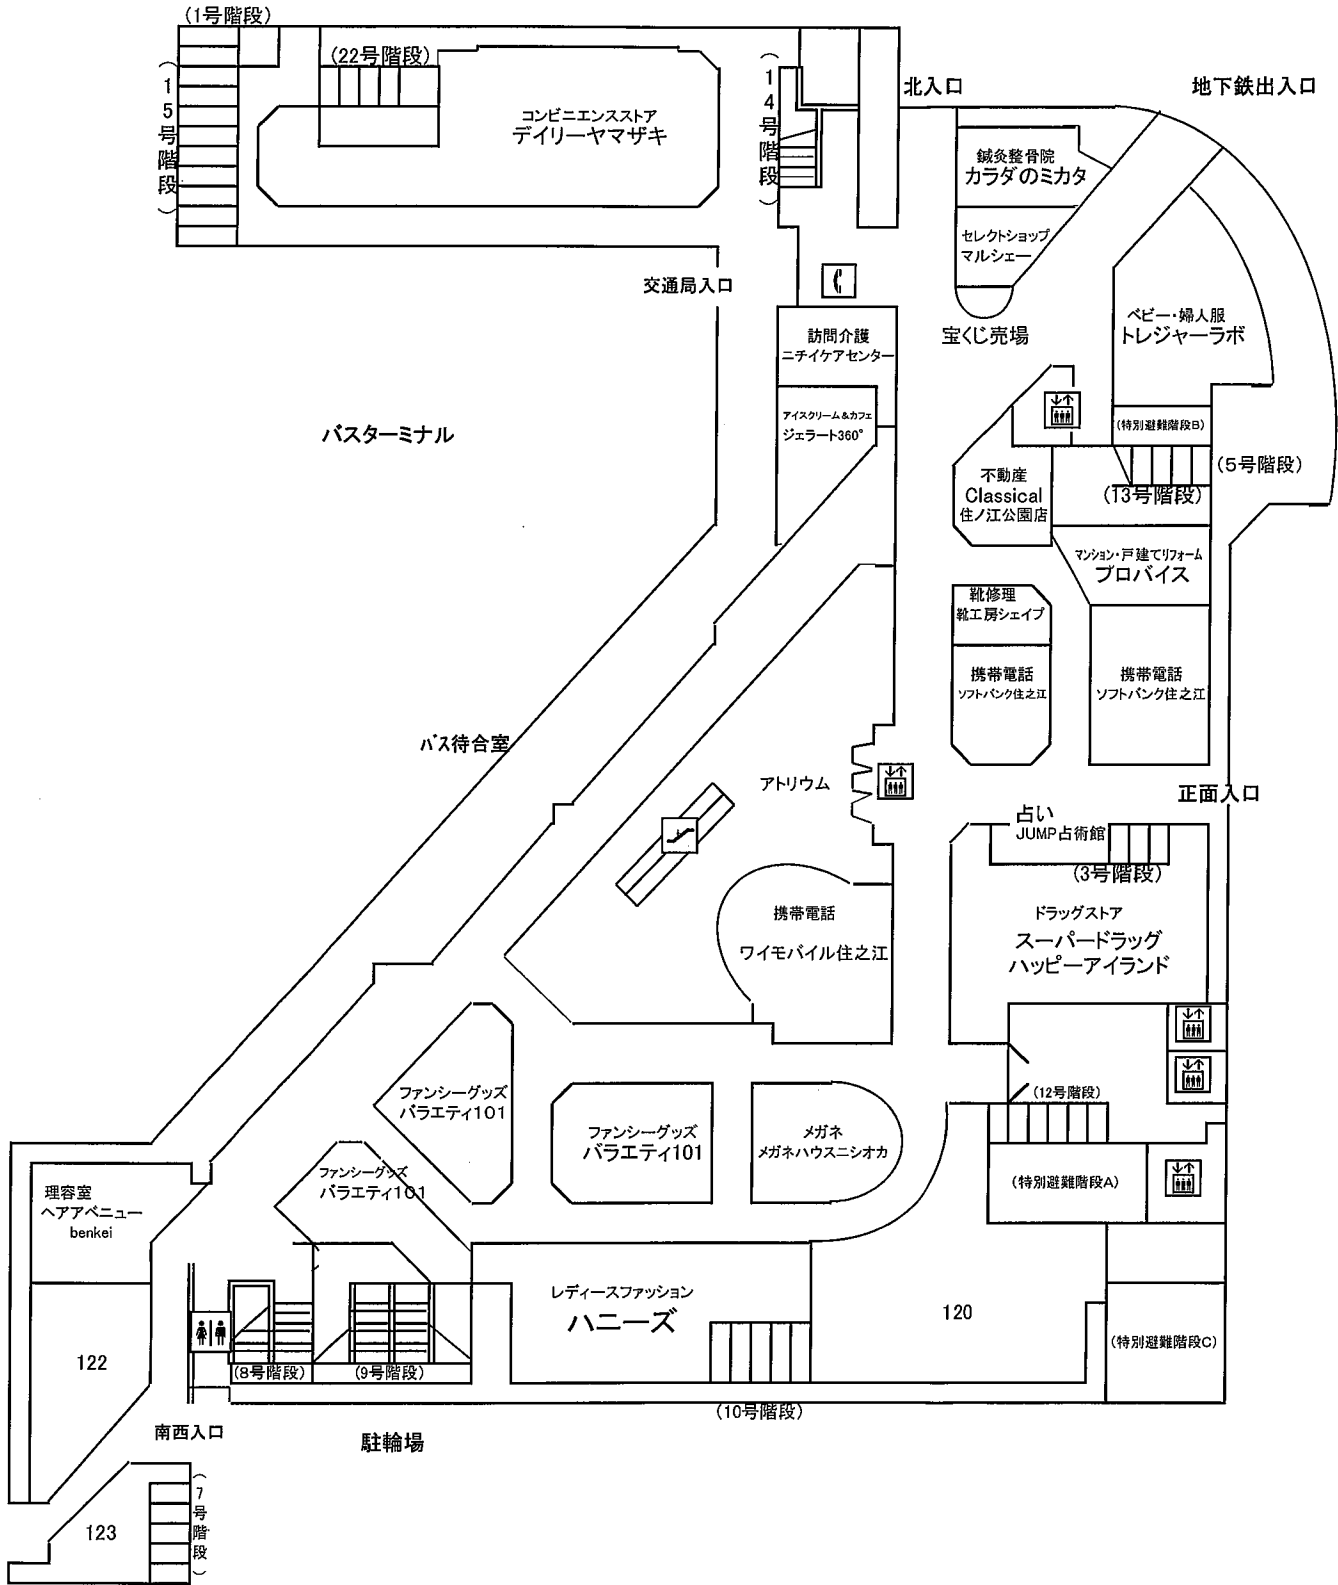 (1号階段)
(22号階段)
(15号階段)
コンビニエンスストア
デイリーヤマザキ
(14号階段)
北入口
地下鉄出入口
鍼灸整骨院
カラダのミカタ
セレクトショップ
マルシェー
交通局入口
宝くじ売場
ベビー・婦人服
トレジャーラボ
訪問介護
ニチイケアセンター
アイスクリーム&カフェ
ジェラート360°
バスターミナル
(特別避難階段B)
(5号階段)
(13号階段)
不動産
Classical
住ノ江公園店
マンション・戸建てリフォーム
プロバイス
靴修理
靴工房シェイプ
携帯電話
ソフトバンク住之江
携帯電話
ソフトバンク住之江
バス待合室
アトリウム
正面入口
占い
JUMP占術館
(3号階段)
ドラッグストア
スーパードラッグ
ハッピーアイランド
携帯電話
ワイモバイル住之江
(12号階段)
ファンシーグッズ
バラエティ101
ファンシーグッズ
バラエティ101
メガネ
メガネハウスニシオカ
ファンシーグッズ
バラエティ101
(特別避難階段A)
理容室
ヘアアベニュー
benkei
レディースファッション
ハニーズ
120
(特別避難階段C)
122
(8号階段)
(9号階段)
(10号階段)
南西入口
駐輪場
(7号階段)
123